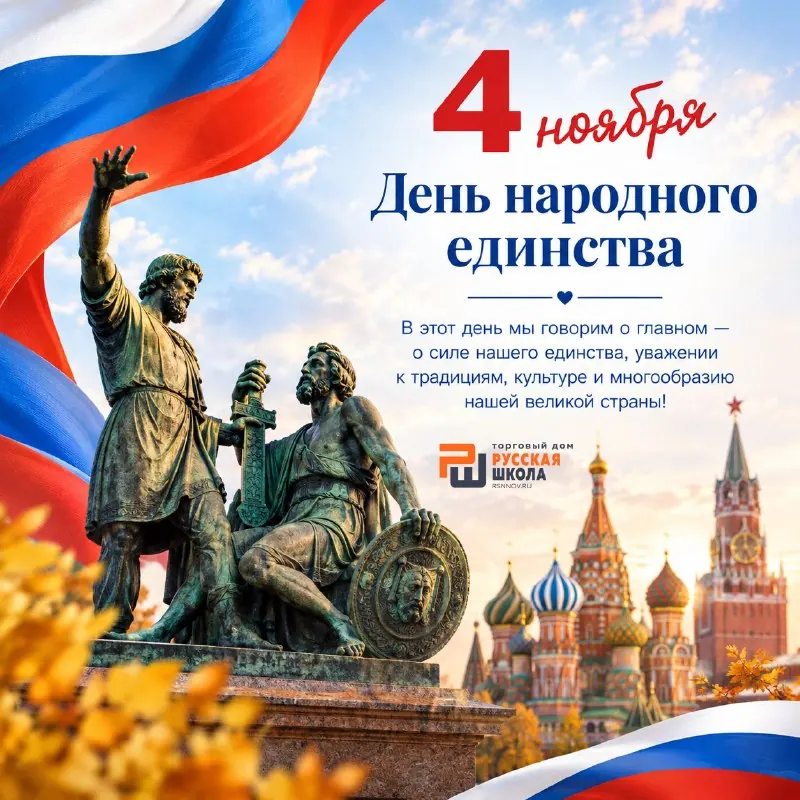 4 ноября
День народного
единства
В этот день мы говорим о главном —
о силе нашего единства, уважении
к традициям, культуре и многообразию
нашей великой страны!
ТОРГОВЫЙ ДОМ
РУССКАЯ
ШКОЛА
RSNNOV.RU